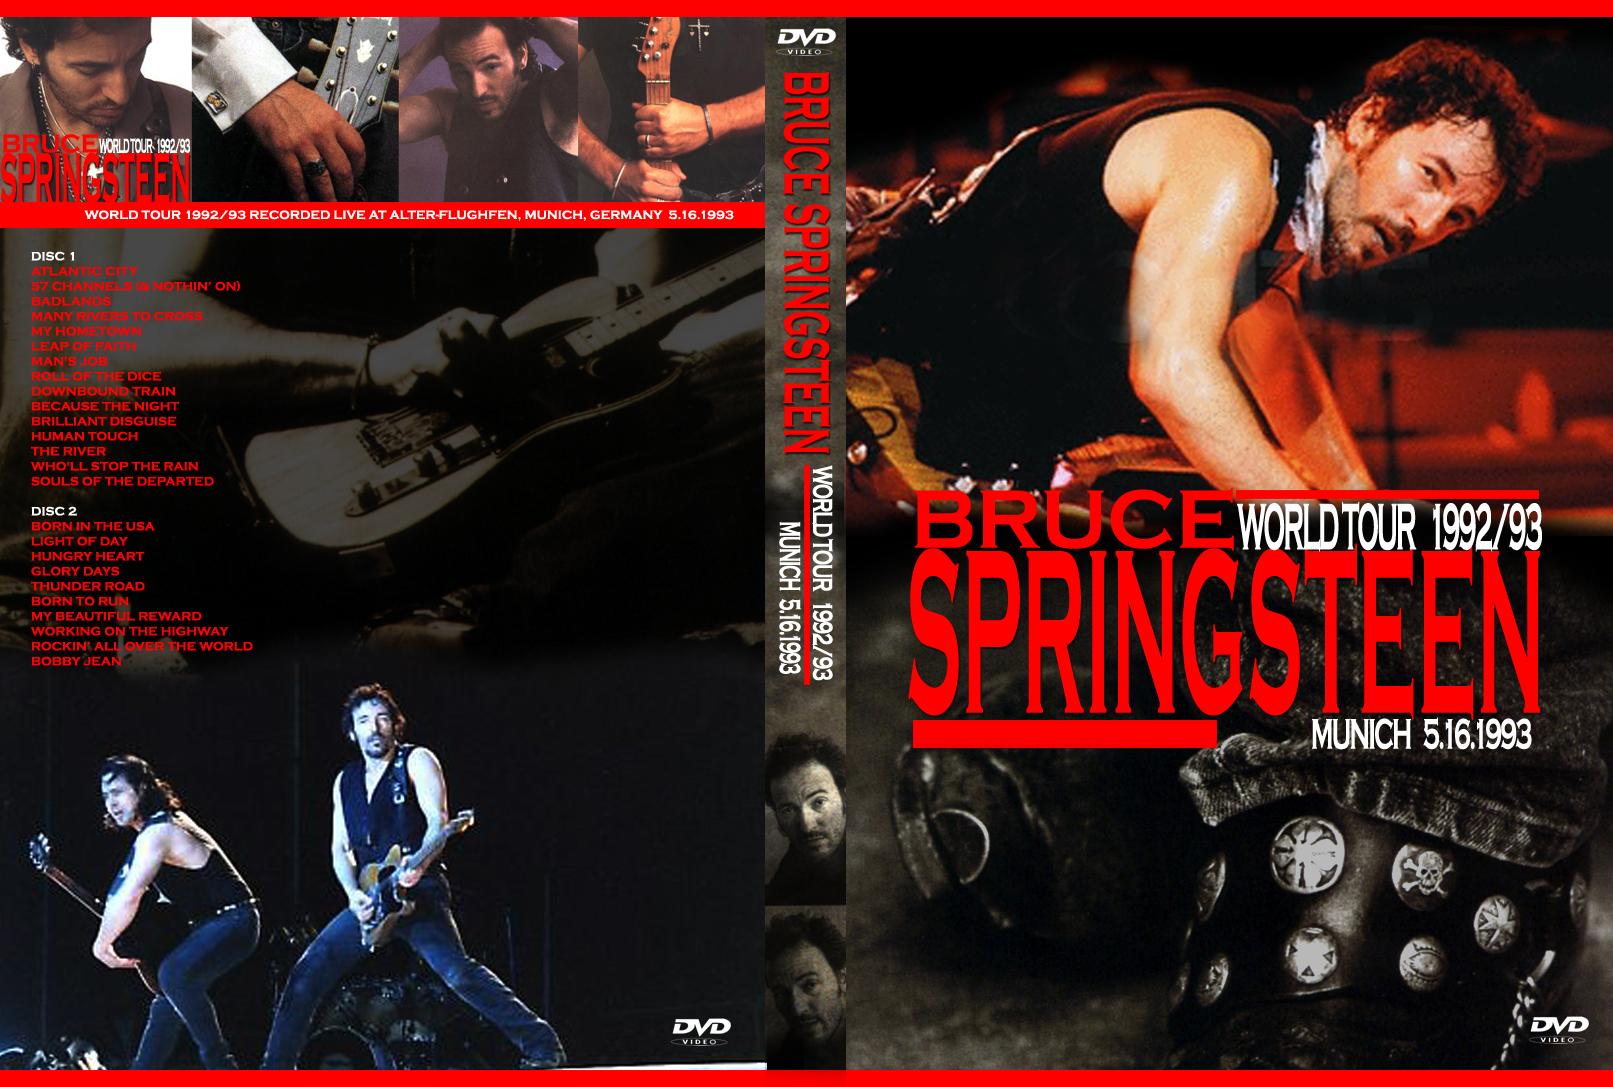 BRUCE WORLD TOUR 1992/93
SPRINGSTEEN
WORLD TOUR 1992/93 RECORDED LIVE AT ALTER-FLUGHFEN, MUNICH, GERMANY 5.16.1993
DISC 1
ATLANTIC CITY
57 CHANNELS (& NOTHIN' ON)
BADLANDS
MANY RIVERS TO CROSS
MY HOMETOWN
LEAP OF FAITH
MAN'S JOB
ROLL OF THE DICE
DOWNBOUND TRAIN
BECAUSE THE NIGHT
BRILLIANT DISGUISE
HUMAN TOUCH
THE RIVER
WHO'LL STOP THE RAIN
SOULS OF THE DEPARTED
DISC 2
BORN IN THE USA
LIGHT OF DAY
HUNGRY HEART
GLORY DAYS
THUNDER ROAD
BORN TO RUN
MY BEAUTIFUL REWARD
WORKING ON THE HIGHWAY
ROCKIN' ALL OVER THE WORLD
BOBBY JEAN
DVD
VIDEO
DVD
VIDEO
BRUCE SPRINGSTEEN
WORLD TOUR 1992/93
MUNICH 5.16.1993
BRUCE WORLD TOUR 1992/93
SPRINGSTEEN
MUNICH 5.16.1993
DVD
VIDEO